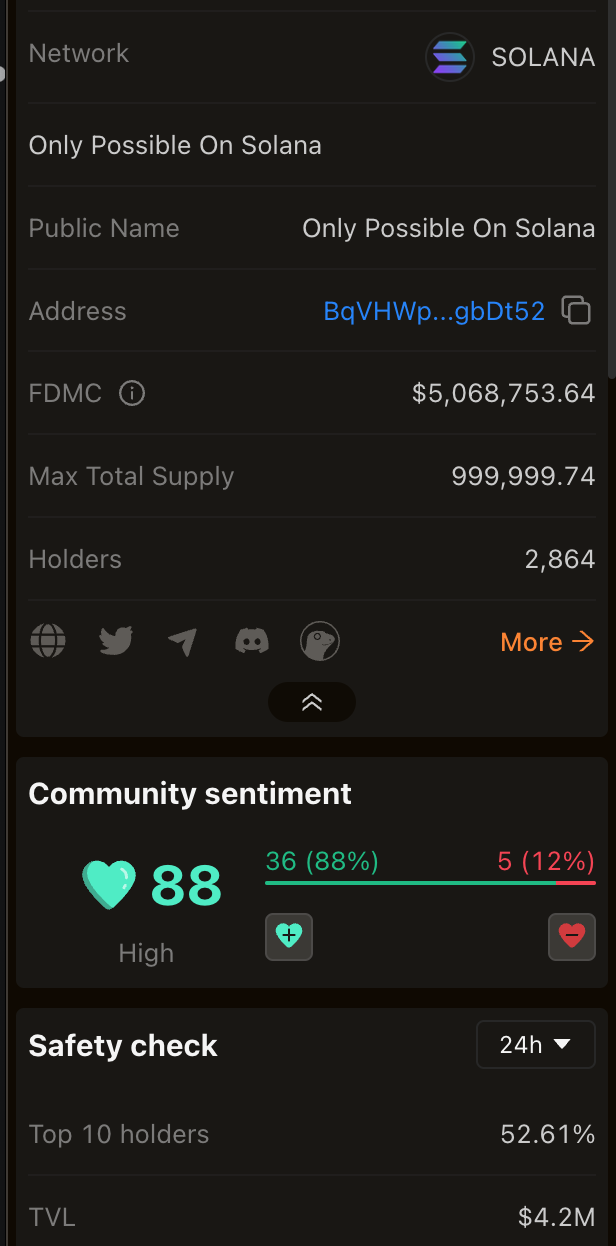 Network SOLANA
Only Possible On Solana
Public Name Only Possible On Solana
Address BqVHWp...gbDt52
FDMC $5,068,753.64
Max Total Supply 999,999.74
Holders 2,864
More →
Community sentiment
88
High
36 (88%) 5 (12%)
Safety check 24h
Top 10 holders 52.61%
TVL $4.2M